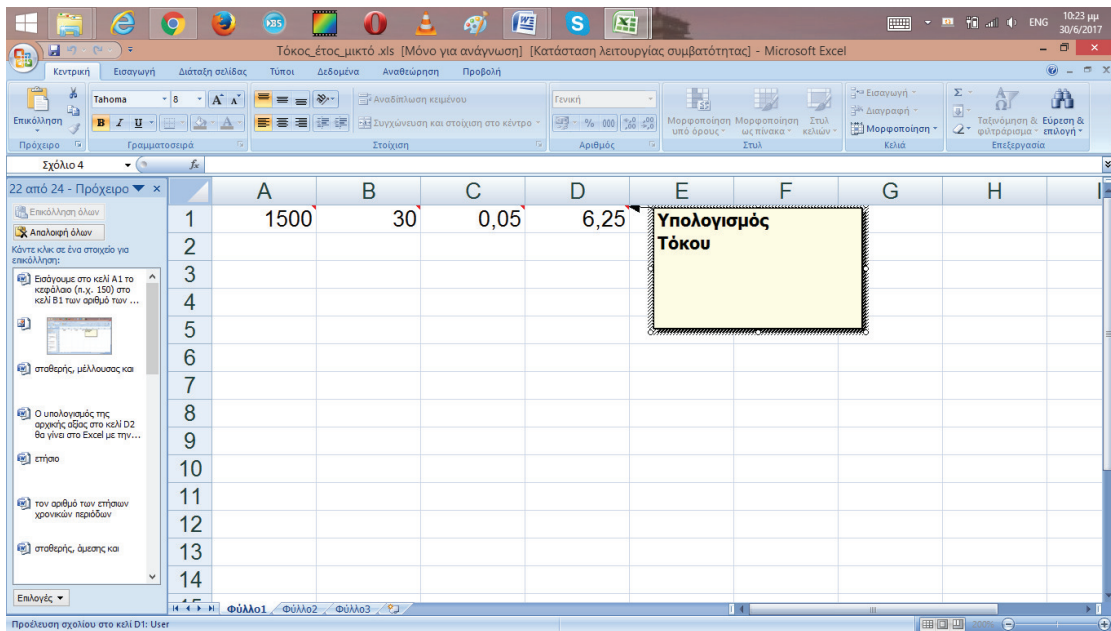 ENG
10:23 μμ
30/6/2017
Τόκος_έτος_μικτό .xls [Μόνο για ανάγνωση] [Κατάσταση λειτουργίας συμβατότητας] - Microsoft Excel
Κεντρική Εισαγωγή Διάταξη σελίδας Τύποι Δεδομένα Αναθεώρηση Προβολή
Επικόλληση
Tahoma 8
Αναδίπλωση κειμένου
Συγχώνευση και στοίχιση στο κέντρο
Γενική
% 000
Μορφοποίηση υπό όρους
Μορφοποίηση ως πίνακα
Στυλ κελιών
Εισαγωγή
Διαγραφή
Μορφοποίηση
Ταξινόμηση & φιλτράρισμα
Εύρεση & επιλογή
Πρόχειρο Γραμματοσειρά Στοίχιση Αριθμός Στυλ Κελιά Επεξεργασία
Σχόλιο 4 fx
22 από 24 - Πρόχειρο
Επικόλληση όλων
Απαλοιφή όλων
Κάντε κλικ σε ένα στοιχείο για
επικόλληση:
Εισάγουμε στο κελί A1 το
κεφάλαιο (π.χ. 150) στο
κελί B1 των αριθμό των ...
σταθερής, μέλλουσας και
Ο υπολογισμός της
αρχικής αξίας στο κελί D2
θα γίνει στο Excel με την...
ετήσιο
τον αριθμό των ετήσιων
χρονικών περιόδων
σταθερής, άμεσης και
Επιλογές
A B C D E F G H I
1 1500 30 0,05 6,25
Υπολογισμός
Τόκου
2
3
4
5
6
7
8
9
10
11
12
13
14
15
Φύλλο1 Φύλλο2 Φύλλο3
Προέλευση σχολίου στο κελί D1: User
200%